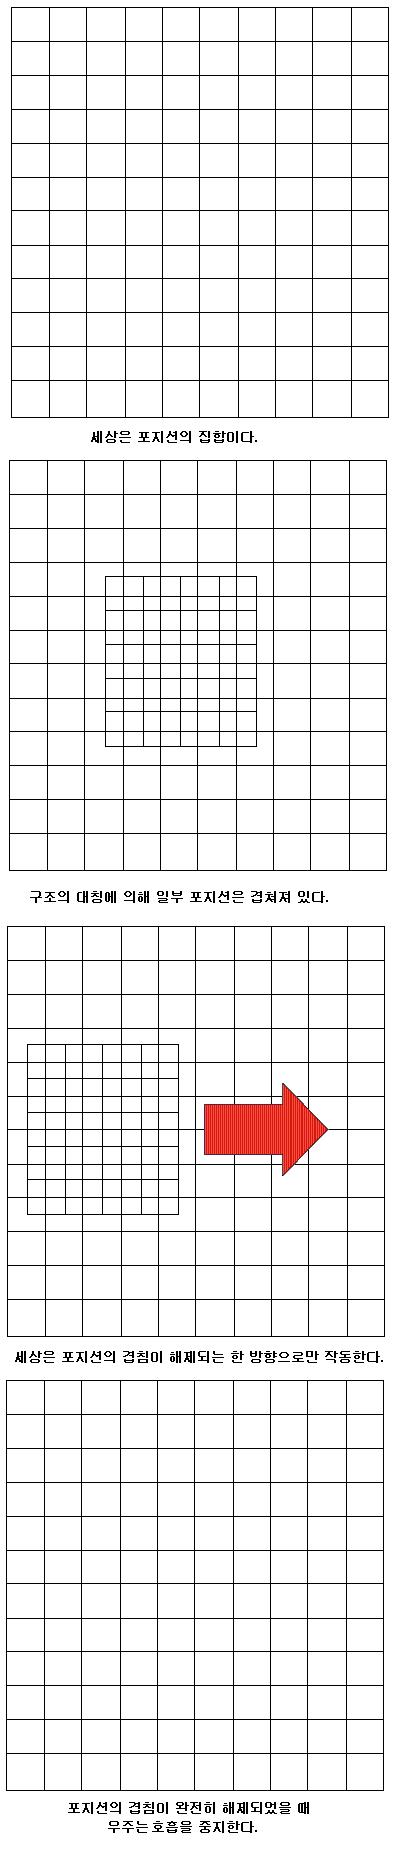 세상은 포지션의 집합이다.
구조의 대칭에 의해 일부 포지션은 겹쳐져 있다.
세상은 포지션의 겹침이 해제되는 한 방향으로만 작동한다.
포지션의 겹침이 완전히 해제되었을 때
우주는 호흡을 중지한다.